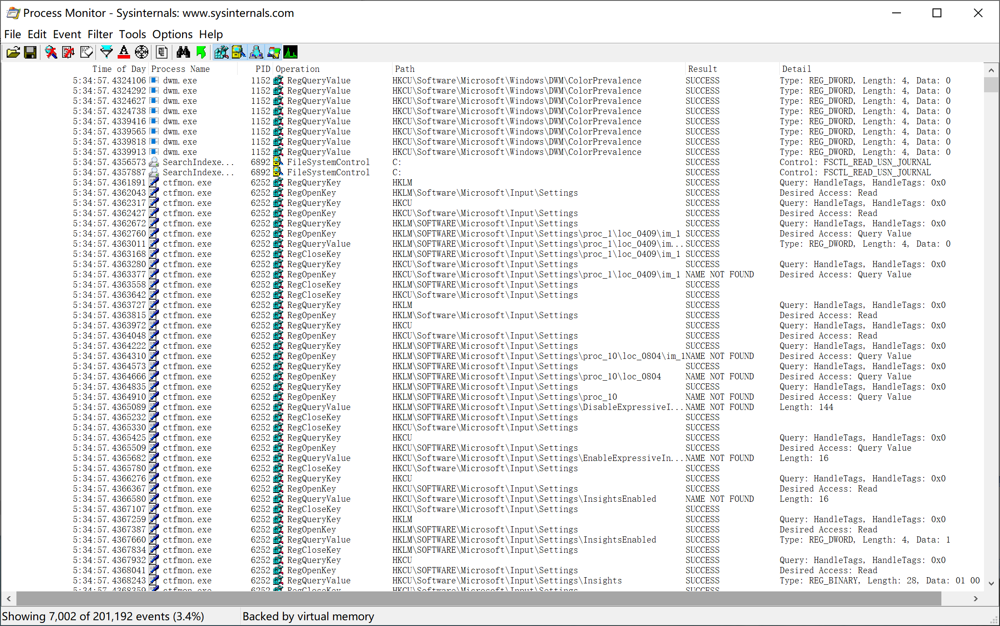 Process Monitor - Sysinternals: www.sysinternals.com
File Edit Event Filter Tools Options Help
Time of Day Process Name PID Operation Path Result Detail
5:34:57.4324106 dwm.exe 1152 RegQueryValue HKCU\Software\Microsoft\Windows\DWM\ColorPrevalence SUCCESS Type: REG_DWORD, Length: 4, Data: 0
5:34:57.4324292 dwm.exe 1152 RegQueryValue HKCU\Software\Microsoft\Windows\DWM\ColorPrevalence SUCCESS Type: REG_DWORD, Length: 4, Data: 0
5:34:57.4324627 dwm.exe 1152 RegQueryValue HKCU\Software\Microsoft\Windows\DWM\ColorPrevalence SUCCESS Type: REG_DWORD, Length: 4, Data: 0
5:34:57.4324738 dwm.exe 1152 RegQueryValue HKCU\Software\Microsoft\Windows\DWM\ColorPrevalence SUCCESS Type: REG_DWORD, Length: 4, Data: 0
5:34:57.4339416 dwm.exe 1152 RegQueryValue HKCU\Software\Microsoft\Windows\DWM\ColorPrevalence SUCCESS Type: REG_DWORD, Length: 4, Data: 0
5:34:57.4339565 dwm.exe 1152 RegQueryValue HKCU\Software\Microsoft\Windows\DWM\ColorPrevalence SUCCESS Type: REG_DWORD, Length: 4, Data: 0
5:34:57.4339818 dwm.exe 1152 RegQueryValue HKCU\Software\Microsoft\Windows\DWM\ColorPrevalence SUCCESS Type: REG_DWORD, Length: 4, Data: 0
5:34:57.4339913 dwm.exe 1152 RegQueryValue HKCU\Software\Microsoft\Windows\DWM\ColorPrevalence SUCCESS Type: REG_DWORD, Length: 4, Data: 0
5:34:57.4356573 SearchIndexe... 6892 FileSystemControl C: SUCCESS Control: FSCTL_READ_USN_JOURNAL
5:34:57.4357887 SearchIndexe... 6892 FileSystemControl C: SUCCESS Control: FSCTL_READ_USN_JOURNAL
5:34:57.4361891 ctfmon.exe 6252 RegQueryKey HKLM SUCCESS Query: HandleTags, HandleTags: 0x0
5:34:57.4362043 ctfmon.exe 6252 RegOpenKey HKLM\Software\Microsoft\Input\Settings SUCCESS Desired Access: Read
5:34:57.4362317 ctfmon.exe 6252 RegQueryKey HKCU SUCCESS Query: HandleTags, HandleTags: 0x0
5:34:57.4362427 ctfmon.exe 6252 RegOpenKey HKCU\Software\Microsoft\Input\Settings SUCCESS Desired Access: Read
5:34:57.4362672 ctfmon.exe 6252 RegQueryKey HKLM\SOFTWARE\Microsoft\Input\Settings SUCCESS Query: HandleTags, HandleTags: 0x0
5:34:57.4362760 ctfmon.exe 6252 RegOpenKey HKLM\SOFTWARE\Microsoft\Input\Settings\proc_1\loc_0409\im_1 SUCCESS Desired Access: Query Value
5:34:57.4363011 ctfmon.exe 6252 RegQueryValue HKLM\SOFTWARE\Microsoft\Input\Settings\proc_1\loc_0409\im... SUCCESS Type: REG_DWORD, Length: 4, Data: 0
5:34:57.4363168 ctfmon.exe 6252 RegCloseKey HKLM\SOFTWARE\Microsoft\Input\Settings\proc_1\loc_0409\im_1 SUCCESS
5:34:57.4363280 ctfmon.exe 6252 RegQueryKey HKCU\Software\Microsoft\Input\Settings SUCCESS Query: HandleTags, HandleTags: 0x0
5:34:57.4363377 ctfmon.exe 6252 RegOpenKey HKCU\Software\Microsoft\Input\Settings\proc_1\loc_0409\im_1 NAME NOT FOUND Desired Access: Query Value
5:34:57.4363558 ctfmon.exe 6252 RegCloseKey HKLM\SOFTWARE\Microsoft\Input\Settings SUCCESS
5:34:57.4363642 ctfmon.exe 6252 RegCloseKey HKCU\Software\Microsoft\Input\Settings SUCCESS
5:34:57.4363727 ctfmon.exe 6252 RegQueryKey HKLM SUCCESS Query: HandleTags, HandleTags: 0x0
5:34:57.4363815 ctfmon.exe 6252 RegOpenKey HKLM\Software\Microsoft\Input\Settings SUCCESS Desired Access: Read
5:34:57.4363972 ctfmon.exe 6252 RegQueryKey HKCU SUCCESS Query: HandleTags, HandleTags: 0x0
5:34:57.4364048 ctfmon.exe 6252 RegOpenKey HKCU\Software\Microsoft\Input\Settings SUCCESS Desired Access: Read
5:34:57.4364222 ctfmon.exe 6252 RegQueryKey HKLM\SOFTWARE\Microsoft\Input\Settings SUCCESS Query: HandleTags, HandleTags: 0x0
5:34:57.4364310 ctfmon.exe 6252 RegOpenKey HKLM\SOFTWARE\Microsoft\Input\Settings\proc_10\loc_0804\im_1 NAME NOT FOUND Desired Access: Query Value
5:34:57.4364573 ctfmon.exe 6252 RegQueryKey HKLM\SOFTWARE\Microsoft\Input\Settings SUCCESS Query: HandleTags, HandleTags: 0x0
5:34:57.4364666 ctfmon.exe 6252 RegOpenKey HKLM\SOFTWARE\Microsoft\Input\Settings\proc_10\loc_0804 NAME NOT FOUND Desired Access: Query Value
5:34:57.4364835 ctfmon.exe 6252 RegQueryKey HKLM\SOFTWARE\Microsoft\Input\Settings SUCCESS Query: HandleTags, HandleTags: 0x0
5:34:57.4364910 ctfmon.exe 6252 RegOpenKey HKLM\SOFTWARE\Microsoft\Input\Settings\proc_10 NAME NOT FOUND Desired Access: Query Value
5:34:57.4365089 ctfmon.exe 6252 RegQueryValue HKLM\SOFTWARE\Microsoft\Input\Settings\DisableExpressiveI... NAME NOT FOUND Length: 144
5:34:57.4365232 ctfmon.exe 6252 RegCloseKey HKLM\SOFTWARE\Microsoft\Input\Settings SUCCESS
5:34:57.4365330 ctfmon.exe 6252 RegCloseKey HKCU\Software\Microsoft\Input\Settings SUCCESS
5:34:57.4365425 ctfmon.exe 6252 RegQueryKey HKCU SUCCESS Query: HandleTags, HandleTags: 0x0
5:34:57.4365509 ctfmon.exe 6252 RegOpenKey HKCU\SOFTWARE\Microsoft\Input\Settings SUCCESS Desired Access: Query Value
5:34:57.4365682 ctfmon.exe 6252 RegQueryValue HKCU\Software\Microsoft\Input\Settings\EnableExpressiveIn... NAME NOT FOUND Length: 16
5:34:57.4365780 ctfmon.exe 6252 RegCloseKey HKCU\Software\Microsoft\Input\Settings SUCCESS
5:34:57.4366276 ctfmon.exe 6252 RegQueryKey HKCU SUCCESS Query: HandleTags, HandleTags: 0x0
5:34:57.4366367 ctfmon.exe 6252 RegOpenKey HKCU\SOFTWARE\Microsoft\Input\Settings SUCCESS Desired Access: Read
5:34:57.4366580 ctfmon.exe 6252 RegQueryValue HKCU\Software\Microsoft\Input\Settings\InsightsEnabled NAME NOT FOUND Length: 16
5:34:57.4367107 ctfmon.exe 6252 RegCloseKey HKCU\Software\Microsoft\Input\Settings SUCCESS
5:34:57.4367259 ctfmon.exe 6252 RegQueryKey HKLM SUCCESS Query: HandleTags, HandleTags: 0x0
5:34:57.4367387 ctfmon.exe 6252 RegOpenKey HKLM\SOFTWARE\Microsoft\Input\Settings SUCCESS Desired Access: Read
5:34:57.4367660 ctfmon.exe 6252 RegQueryValue HKLM\SOFTWARE\Microsoft\Input\Settings\InsightsEnabled SUCCESS Type: REG_DWORD, Length: 4, Data: 1
5:34:57.4367834 ctfmon.exe 6252 RegCloseKey HKLM\SOFTWARE\Microsoft\Input\Settings SUCCESS
5:34:57.4367932 ctfmon.exe 6252 RegQueryKey HKCU SUCCESS Query: HandleTags, HandleTags: 0x0
5:34:57.4368041 ctfmon.exe 6252 RegOpenKey HKCU\SOFTWARE\Microsoft\Input\Settings SUCCESS Desired Access: Read
5:34:57.4368243 ctfmon.exe 6252 RegQueryValue HKCU\Software\Microsoft\Input\Settings\Insights SUCCESS Type: REG_BINARY, Length: 28, Data: 01 00
5:34:57.4368359 ctfmon.exe 6252 RegCloseKey HKCU\Software\Microsoft\Input\Settings SUCCESS
Showing 7,002 of 201,192 events (3.4%) Backed by virtual memory